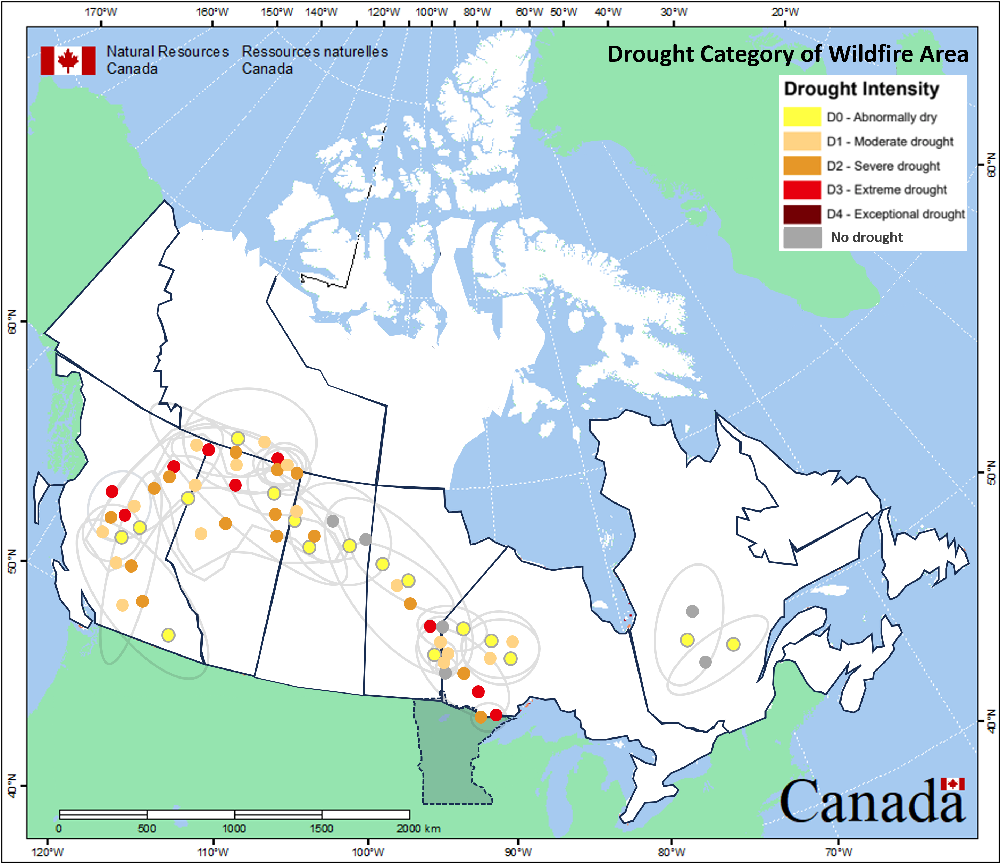 170°W 160°W 150°W 140°W 120°W 100°W 80°W 60°W 50°W 40°W 30°W 20°W
Natural Resources Canada
Ressources naturelles Canada
Drought Category of Wildfire Area
Drought Intensity
D0 - Abnormally dry
D1 - Moderate drought
D2 - Severe drought
D3 - Extreme drought
D4 - Exceptional drought
No drought
60°N
60°N
50°N
50°N
40°N
40°N
Canada
0 500 1000 1500 2000 km
120°W 110°W 100°W 90°W 80°W 70°W